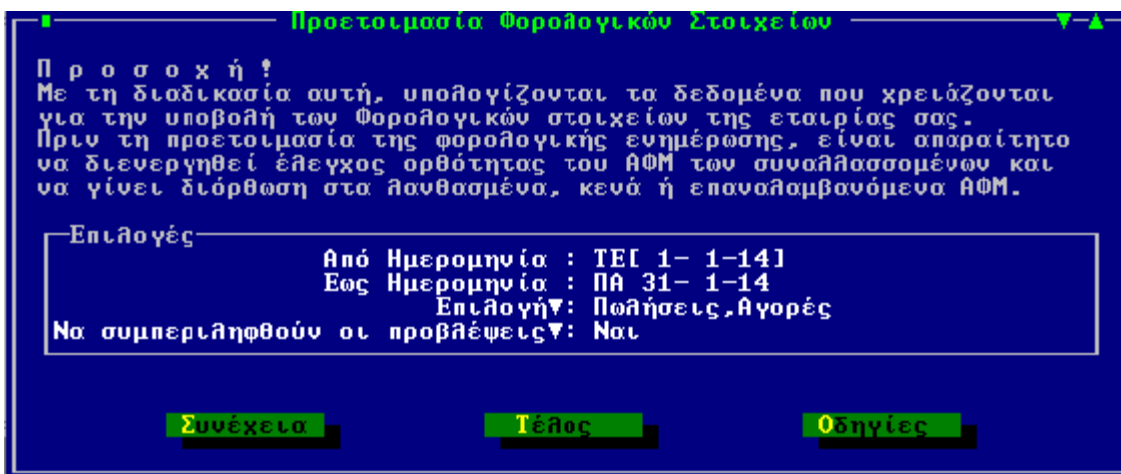 Προετοιμασία Φορολογικών Στοιχείων
Π ρ ο σ ο χ ή !
Με τη διαδικασία αυτή, υπολογίζονται τα δεδομένα που χρειάζονται
για την υποβολή των Φορολογικών στοιχείων της εταιρίας σας.
Πριν τη προετοιμασία της φορολογικής ενημέρωσης, είναι απαραίτητο
να διενεργηθεί έλεγχος ορθότητας του ΑΦΜ των συναλλασσομένων και
να γίνει διόρθωση στα λανθασμένα, κενά ή επαναλαμβανόμενα ΑΦΜ.
Επιλογές
Από Ημερομηνία : ΤΕ[ 1- 1-14]
Εως Ημερομηνία : ΠΑ 31- 1-14
Επιλογή▼: Πωλήσεις,Αγορές
Να συμπεριληφθούν οι προβλέψεις▼: Ναι
Συνέχεια Τέλος Οδηγίες